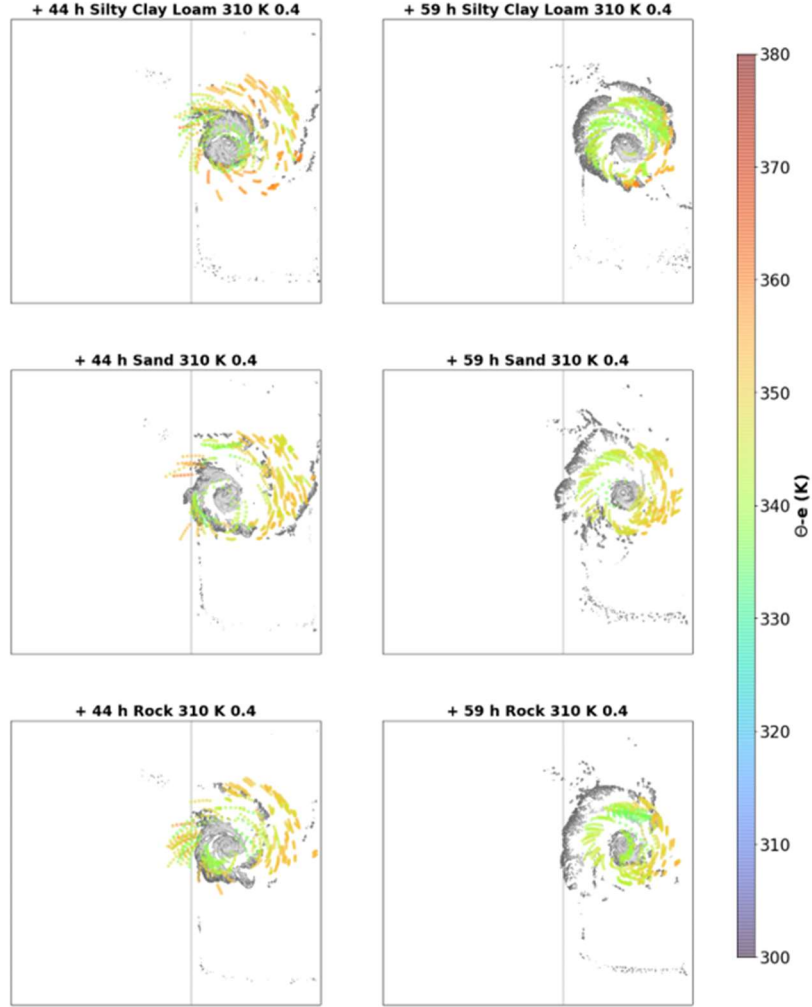 + 44 h Silty Clay Loam 310 K 0.4
+ 59 h Silty Clay Loam 310 K 0.4
+ 44 h Sand 310 K 0.4
+ 59 h Sand 310 K 0.4
+ 44 h Rock 310 K 0.4
+ 59 h Rock 310 K 0.4
380
370
360
350
340
330
320
310
300
Θ-e (K)